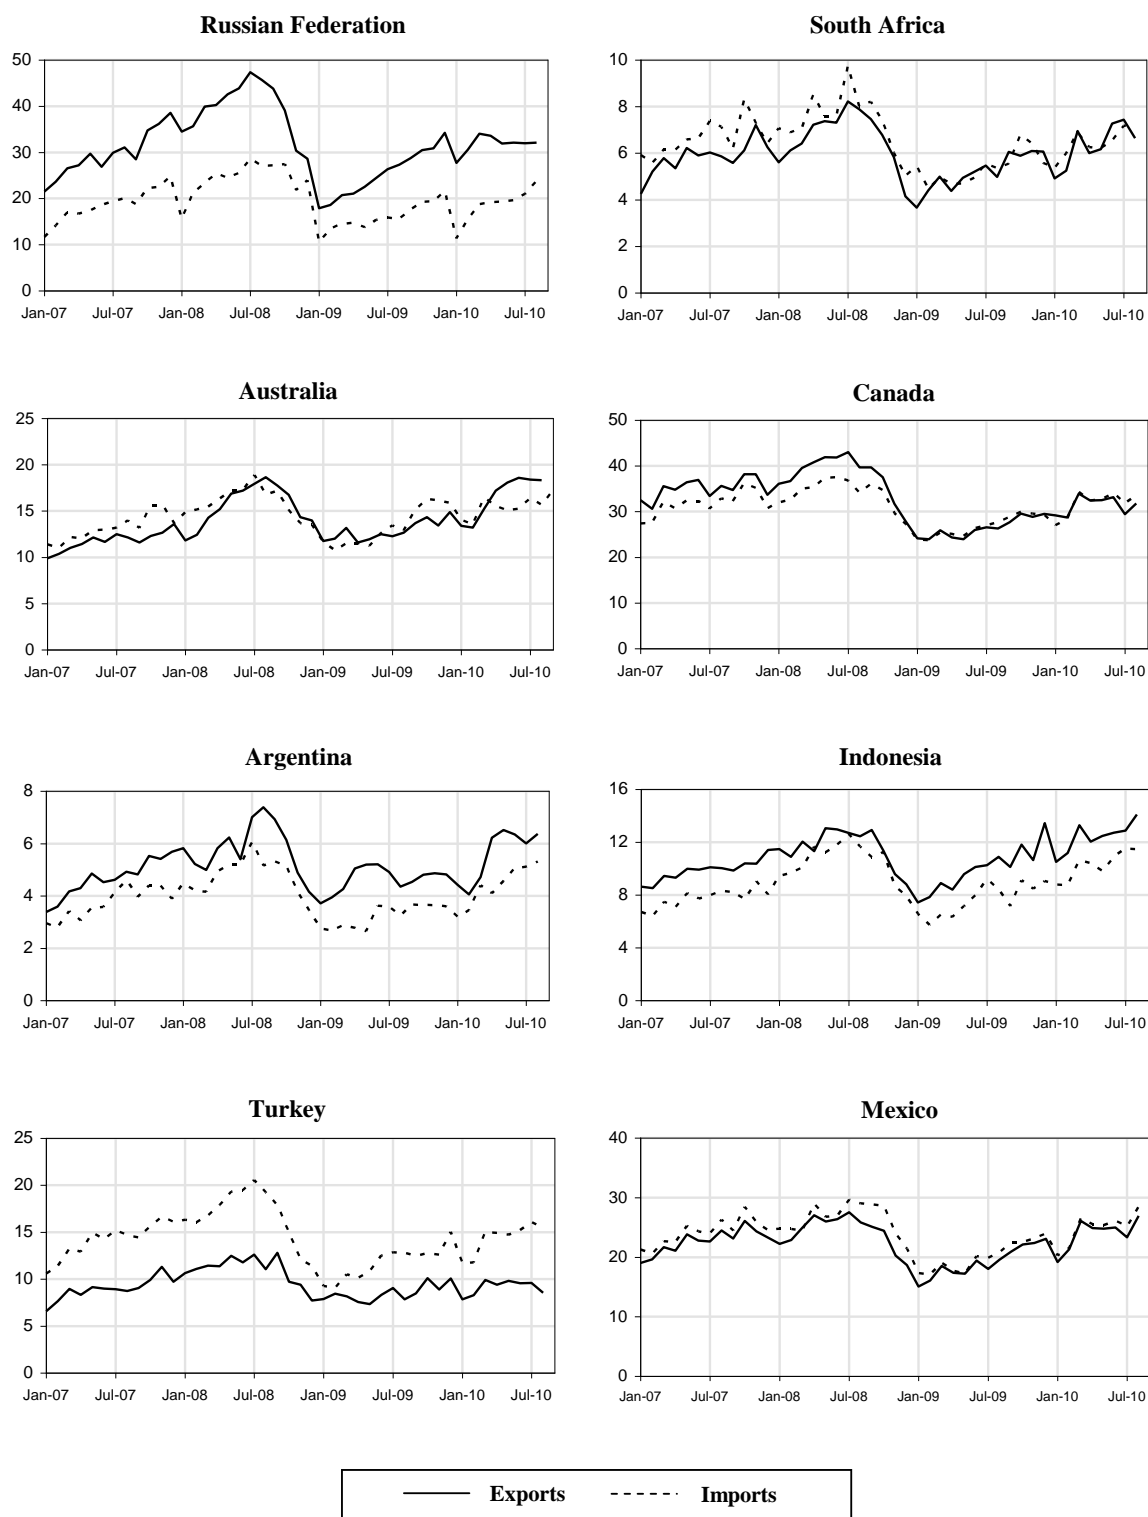 Russian Federation
50
40
30
20
10
0
Jan-07 Jul-07 Jan-08 Jul-08 Jan-09 Jul-09 Jan-10 Jul-10
South Africa
10
8
6
4
2
0
Jan-07 Jul-07 Jan-08 Jul-08 Jan-09 Jul-09 Jan-10 Jul-10
Australia
25
20
15
10
5
0
Jan-07 Jul-07 Jan-08 Jul-08 Jan-09 Jul-09 Jan-10 Jul-10
Canada
50
40
30
20
10
0
Jan-07 Jul-07 Jan-08 Jul-08 Jan-09 Jul-09 Jan-10 Jul-10
Argentina
8
6
4
2
0
Jan-07 Jul-07 Jan-08 Jul-08 Jan-09 Jul-09 Jan-10 Jul-10
Indonesia
16
12
8
4
0
Jan-07 Jul-07 Jan-08 Jul-08 Jan-09 Jul-09 Jan-10 Jul-10
Turkey
25
20
15
10
5
0
Jan-07 Jul-07 Jan-08 Jul-08 Jan-09 Jul-09 Jan-10 Jul-10
Mexico
40
30
20
10
0
Jan-07 Jul-07 Jan-08 Jul-08 Jan-09 Jul-09 Jan-10 Jul-10
Exports Imports